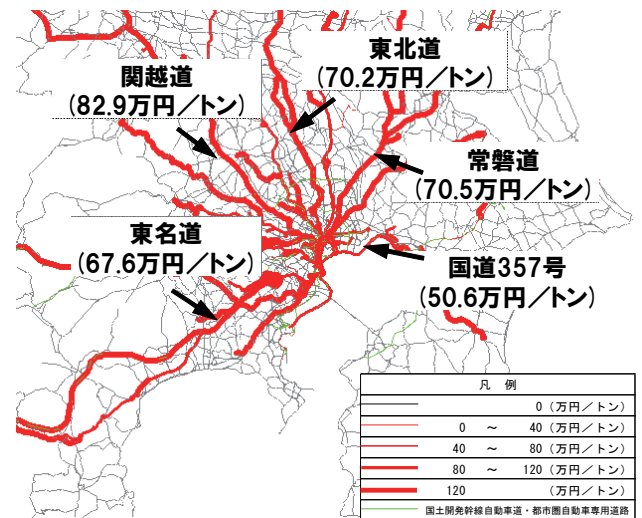 東北道
(70.2万円／トン)
関越道
(82.9万円／トン)
常磐道
(70.5万円／トン)
東名道
(67.6万円／トン)
国道357号
(50.6万円／トン)
凡　例
0 (万円／トン)
0　～　40 (万円／トン)
40　～　80 (万円／トン)
80　～　120 (万円／トン)
120　(万円／トン)
国土開発幹線自動車道・都市圏自動車専用道路